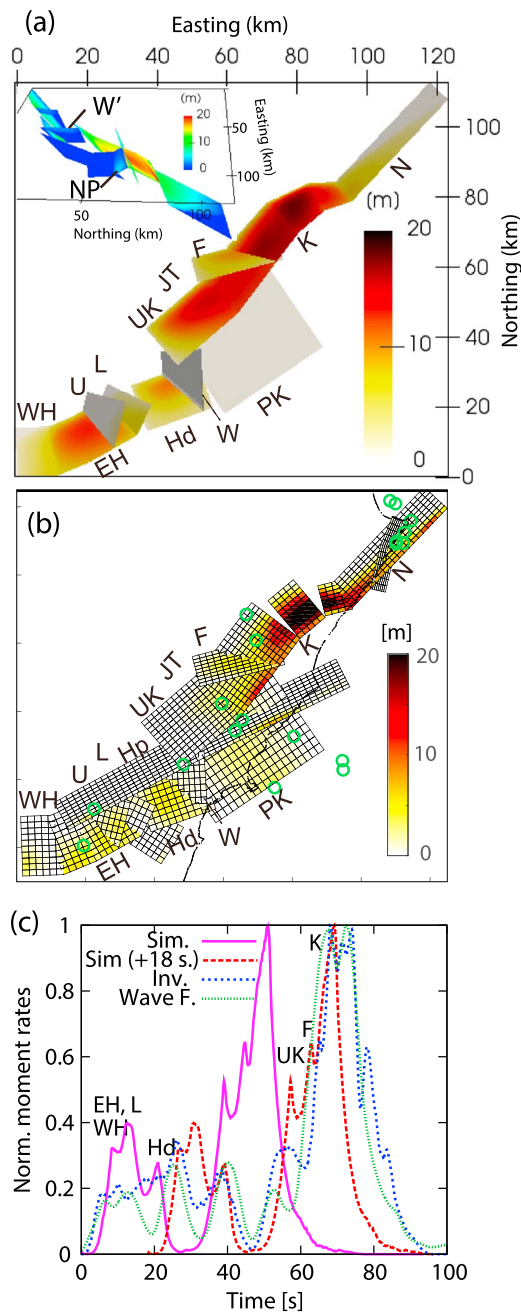 (a)
Easting (km)
0 20 40 60 80 100 120
W'
(m)
20
10
0
Easting (km)
50
100
NP
50
100
Northing (km)
N
K
F
JT
UK
L
U
WH
EH
Hd
W
PK
[m]
20
10
0
100
80
60
40
20
0
Northing (km)
(b)
N
K
F
JT
UK
Hp
L
U
WH
EH
Hd
W
PK
[m]
20
10
0
(c)
Norm. moment rates
1
0.8
0.6
0.4
0.2
0
Sim.
Sim (+18 s.)
Inv.
Wave F.
K
F
UK
EH, L
WH
Hd
0 20 40 60 80 100
Time [s]